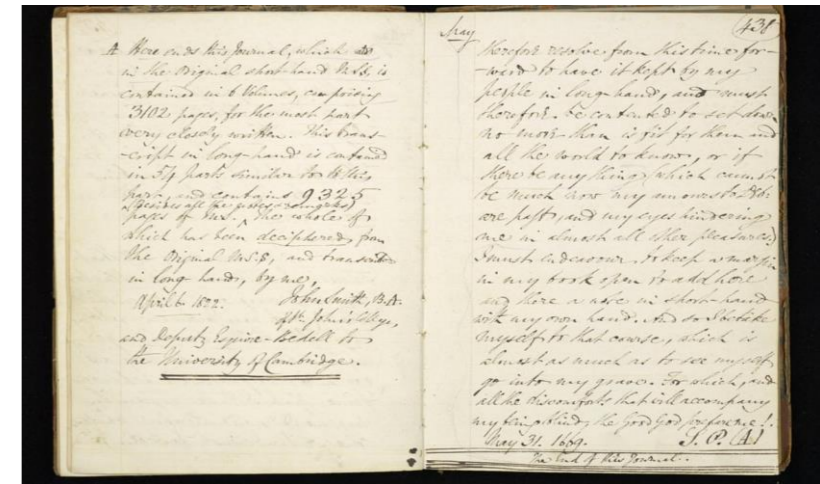 A Here ends this Journal, which
in the Original short-hand M.S.S, is
contained in 6 Volumes, comprising
3102 pages, for the most part
very closely written. This trans-
-cript in long-hand is contained
in 54 parts similar to this
part, and contains 9325
(besides all the
pages of M.S. ^ the whole of
which has been deciphered, from
the Original M.S.S, and transcribed
in long hand, by me,
April 6. 1822. John Smith, B.A.
of St. John's College,
and Deputy Esquire-Bedell to
the University of Cambridge.
May (438)
therefore resolve from this time for-
-ward to have it kept by my
people in long-hand, and must
therefore be contented to set down
no more than is fit for them and
all the world to know, or if
there be any thing (which cannot
be much now my amours to Deb:
are past, and my eyes hindering
me in almost all other pleasures,)
I must endeavour to keep a margin
in my book open to add here
and there a note in short-hand
with my own hand. And so I betake
myself to that course, which is
almost as much as to see myself
go into my grave. For which, and
all the discomforts that will accompany
my being blind, the Good God prepare me!.
May 31. 1669. S. P. (A)
The End of this Journal.